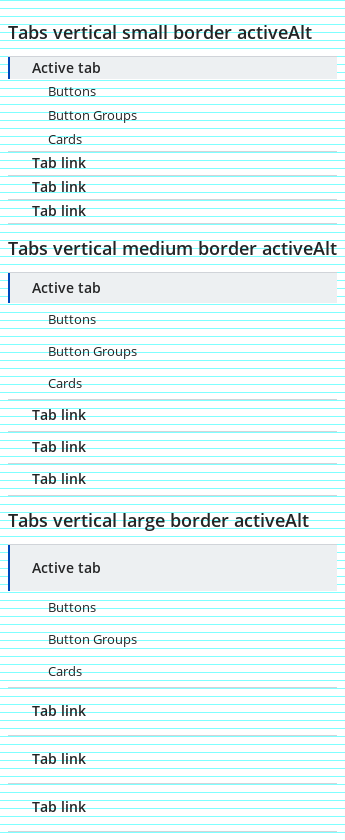 Tabs vertical small border activeAlt
Active tab
Buttons
Button Groups
Cards
Tab link
Tab link
Tab link
Tabs vertical medium border activeAlt
Active tab
Buttons
Button Groups
Cards
Tab link
Tab link
Tab link
Tabs vertical large border activeAlt
Active tab
Buttons
Button Groups
Cards
Tab link
Tab link
Tab link